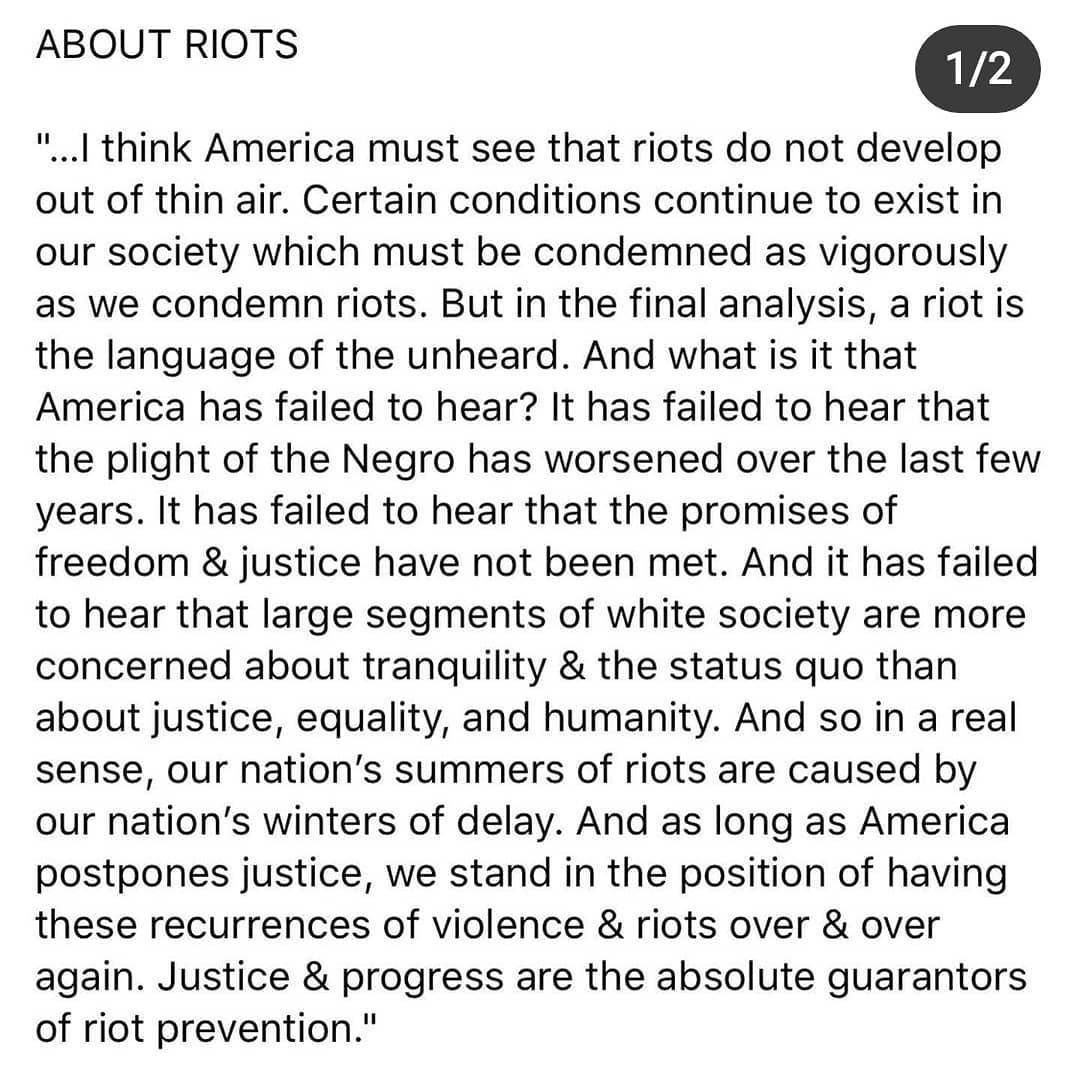 ABOUT RIOTS
1/2
"...I think America must see that riots do not develop
out of thin air. Certain conditions continue to exist in
our society which must be condemned as vigorously
as we condemn riots. But in the final analysis, a riot is
the language of the unheard. And what is it that
America has failed to hear? It has failed to hear that
the plight of the Negro has worsened over the last few
years. It has failed to hear that the promises of
freedom & justice have not been met. And it has failed
to hear that large segments of white society are more
concerned about tranquility & the status quo than
about justice, equality, and humanity. And so in a real
sense, our nation’s summers of riots are caused by
our nation’s winters of delay. And as long as America
postpones justice, we stand in the position of having
these recurrences of violence & riots over & over
again. Justice & progress are the absolute guarantors
of riot prevention."